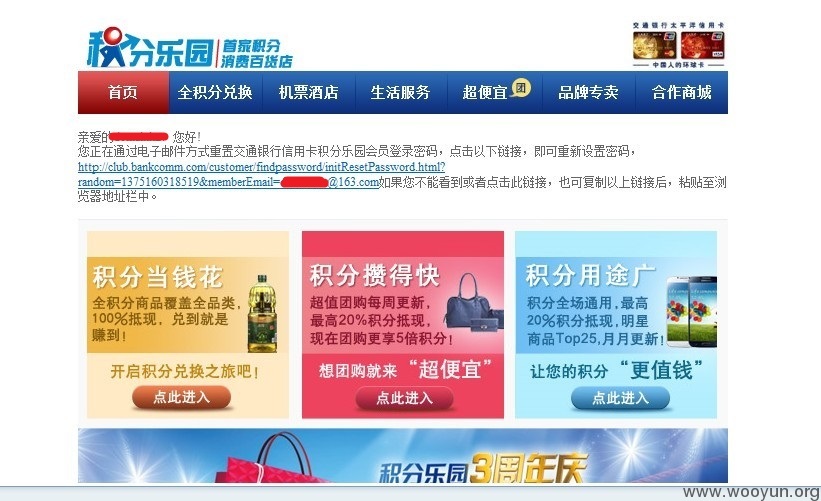 积分乐园
首家积分
消费百货店
交通银行太平洋信用卡
中国人的环球卡
首页 全积分兑换 机票酒店 生活服务 超便宜 团 品牌专卖 合作商城
亲爱的 您好!
您正在通过电子邮件方式重置交通银行信用卡积分乐园会员登录密码，点击以下链接，即可重新设置密码，
http://club.bankcomm.com/customer/findpassword/initResetPassword.html?
random=1375160318519&memberEmail= @163.com如果您不能看到或者点击此链接，也可复制以上链接后，粘贴至浏
览器地址栏中。
积分当钱花
全积分商品覆盖全品类，
100%抵现，兑到就是
赚到！
开启积分兑换之旅吧！
点此进入
积分攒得快
超值团购每周更新，
最高20%积分抵现，
现在团购更享5倍积分！
想团购就来“超便宜”
点此进入
积分用途广
积分全场通用，最高
20%积分抵现，明星
商品Top25,月月更新！
让您的积分“更值钱”
点此进入
积分乐园3周年庆
www.wooyun.org